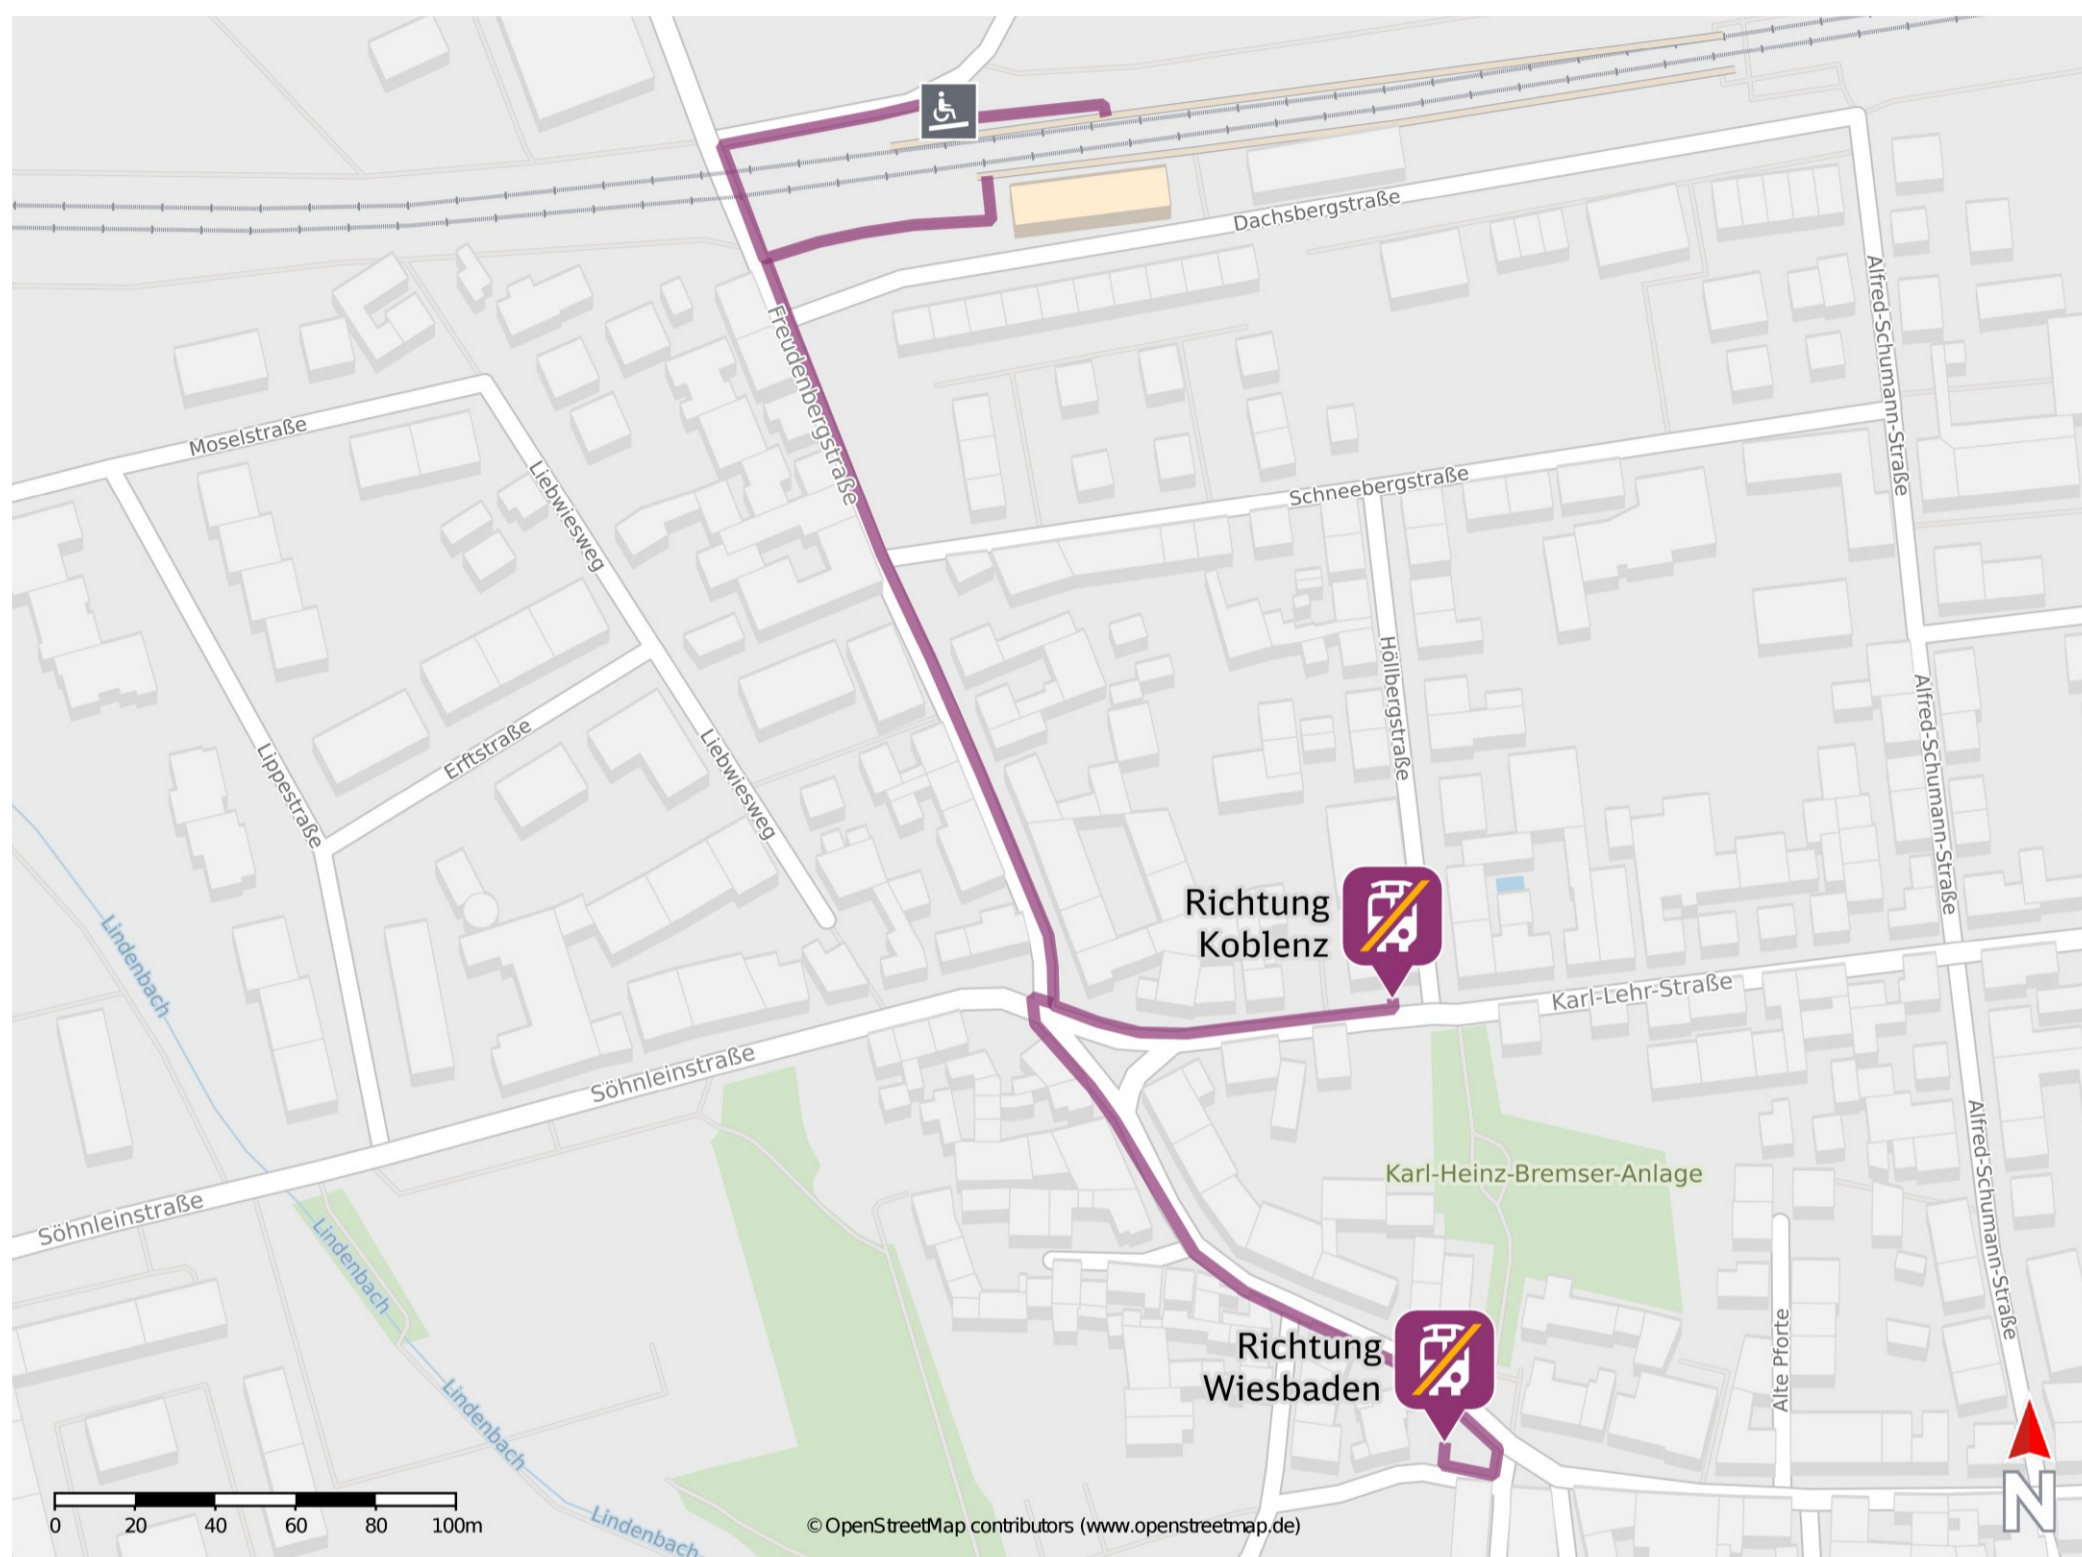 Dachsbergstraße
Freudenbergstraße
Alfred-Schumann-Straße
Moselstraße
Liebwiesweg
Schneebergstraße
Höllbergstraße
Alfred-Schumann-Straße
Erftstraße
Lippestraße
Liebwiesweg
Richtung
Koblenz
Lindenbach
Karl-Lehr-Straße
Söhnleinstraße
Karl-Heinz-Bremser-Anlage
Söhnleinstraße
Alfred-Schumann-Straße
Lindenbach
Richtung
Wiesbaden
Alte Pforte
Lindenbach
N
Lindenbach
0 20 40 60 80 100m
© OpenStreetMap contributors (www.openstreetmap.de)